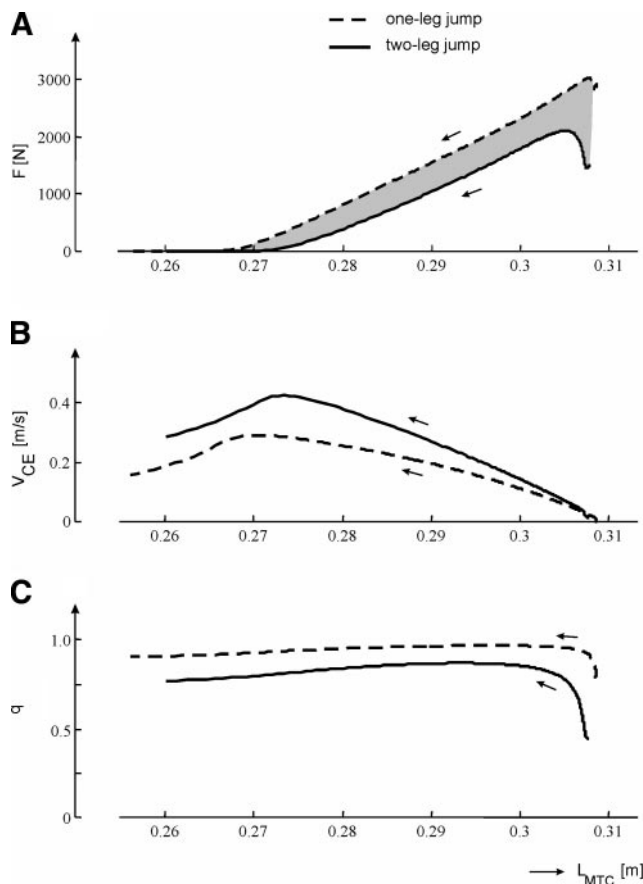 A
one-leg jump
two-leg jump
F [N]
3000
2000
1000
0
0.26 0.27 0.28 0.29 0.3 0.31
B
V_CE [m/s]
0.4
0.2
0
0.26 0.27 0.28 0.29 0.3 0.31
C
q
1.0
0.5
0
0.26 0.27 0.28 0.29 0.3 0.31
→ L_MTC [m]